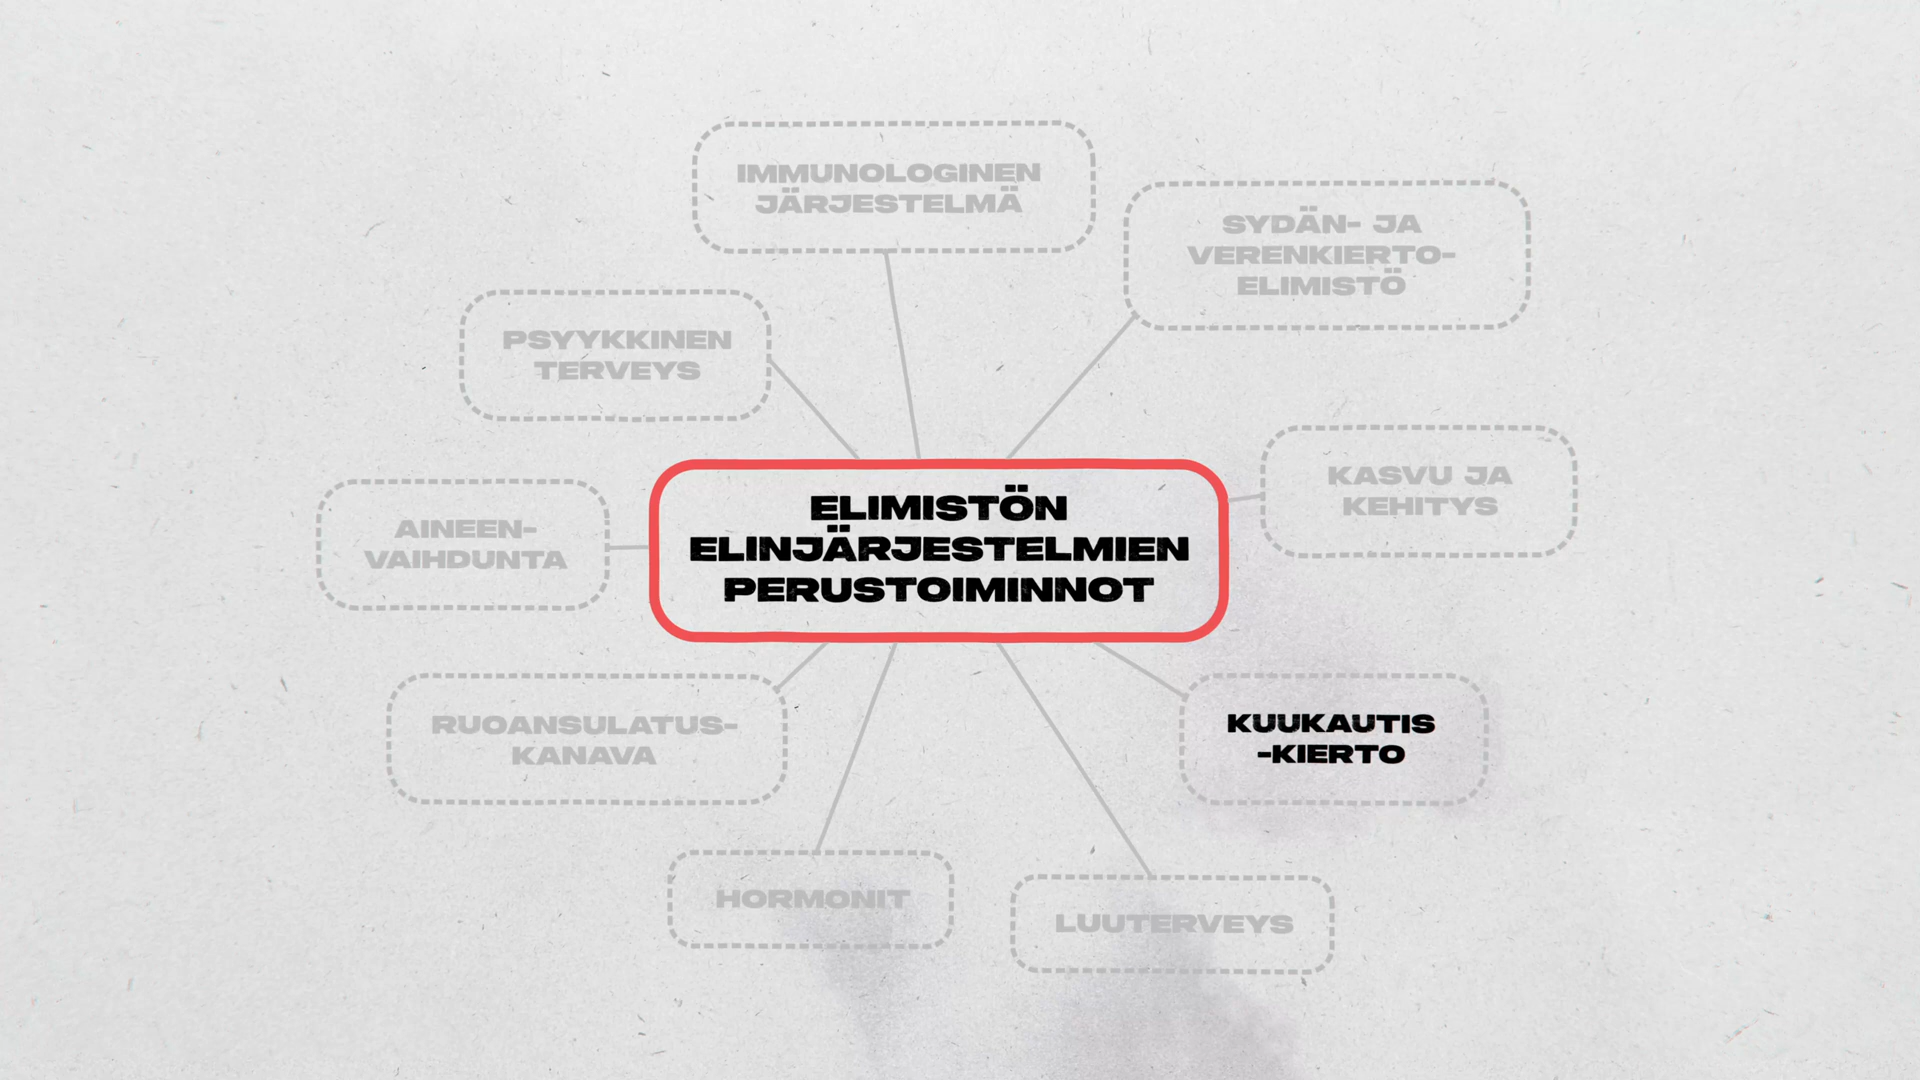 IMMUNOLOGINEN
JÄRJESTELMÄ
SYDÄN- JA
VERENKIERTO-
ELIMISTÖ
PSYYKKINEN
TERVEYS
KASVU JA
KEHITYS
ELIMISTÖN
ELINJÄRJESTELMIEN
PERUSTOIMINNOT
AINEEN-
VAIHDUNTA
RUOANSULATUS-
KANAVA
KUUKAUTIS
-KIERTO
HORMONIT
LUUTERVEYS